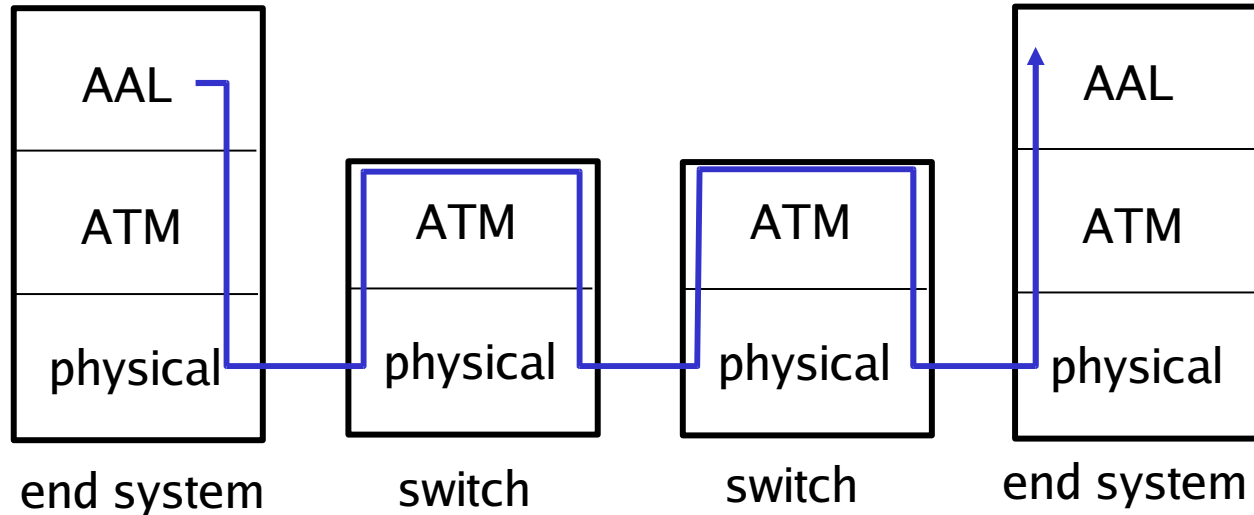 AAL
ATM
physical
end system
ATM
physical
switch
ATM
physical
switch
AAL
ATM
physical
end system